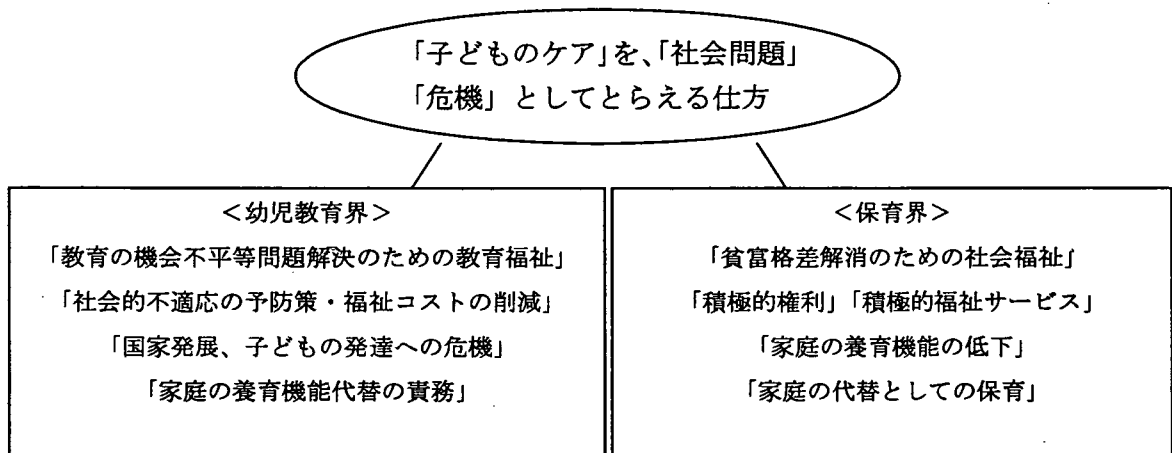 「子どものケア」を、「社会問題」
「危機」としてとらえる仕方
＜幼児教育界＞
「教育の機会不平等問題解決のための教育福祉」
「社会的不適応の予防策・福祉コストの削減」
「国家発展、子どもの発達への危機」
「家庭の養育機能代替の責務」
＜保育界＞
「貧富格差解消のための社会福祉」
「積極的権利」「積極的福祉サービス」
「家庭の養育機能の低下」
「家庭の代替としての保育」